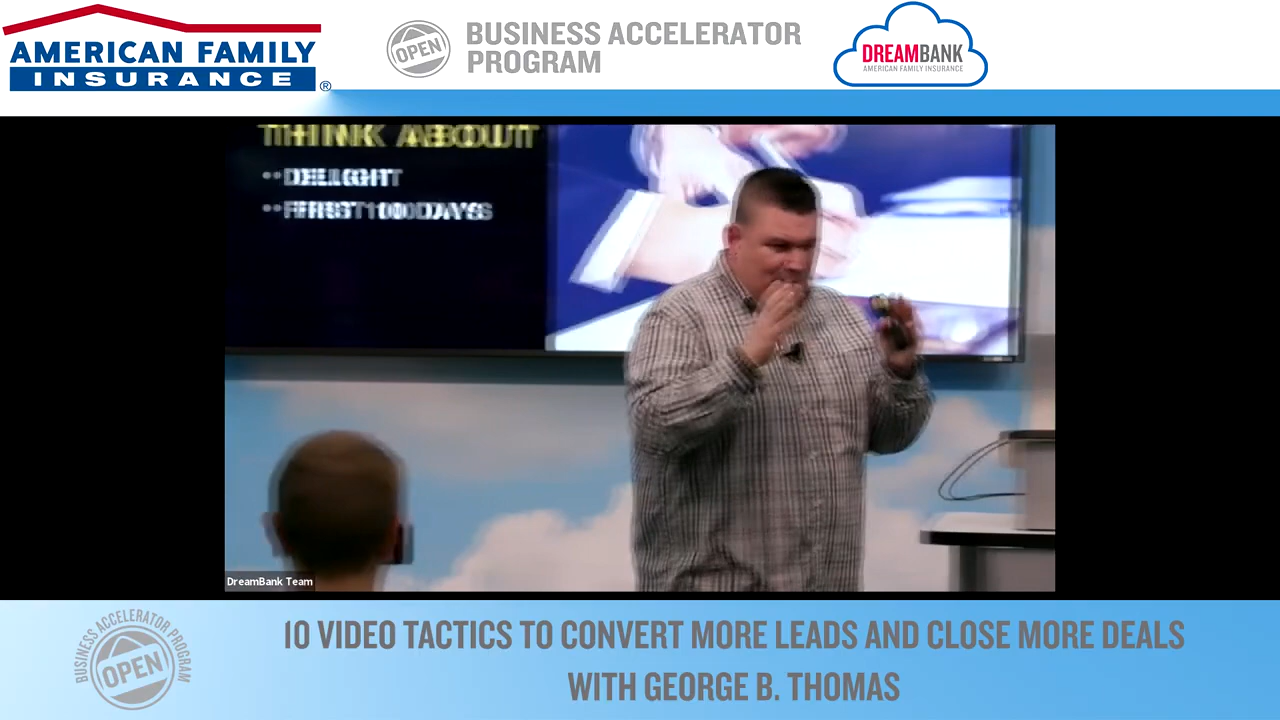 AMERICAN FAMILY
INSURANCE ®
OPEN
BUSINESS ACCELERATOR
PROGRAM
DREAMBANK
AMERICAN FAMILY INSURANCE
THINK ABOUT
• DELIGHT
• FIRST 100 DAYS
DreamBank Team
BUSINESS ACCELERATOR PROGRAM
OPEN
10 VIDEO TACTICS TO CONVERT MORE LEADS AND CLOSE MORE DEALS
WITH GEORGE B. THOMAS